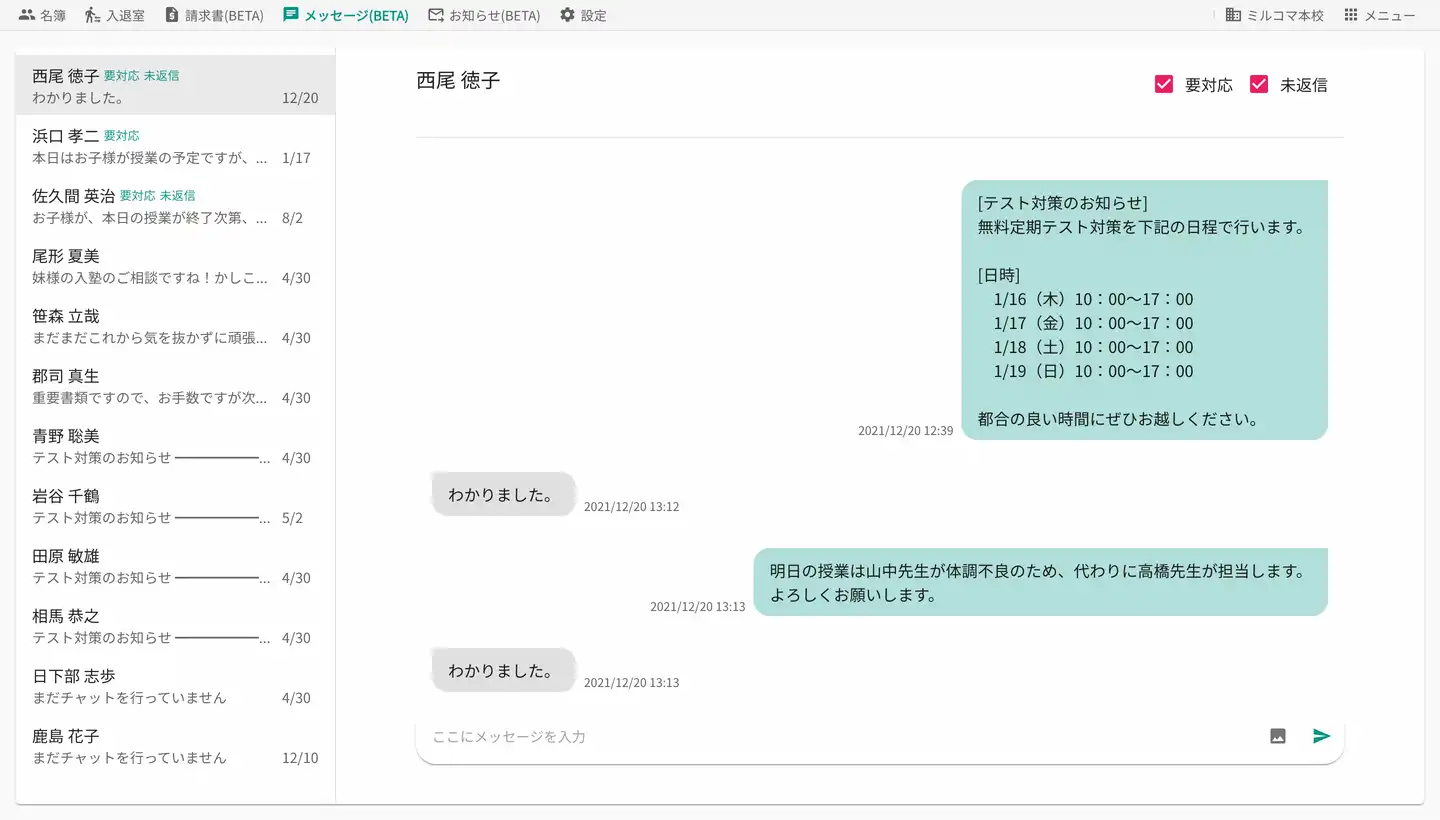 名簿 入退室 請求書(BETA) メッセージ(BETA) お知らせ(BETA) 設定 ミルコマ本校 メニュー
西尾 徳子 要対応 未返信
わかりました。 12/20
浜口 孝二 要対応
本日はお子様が授業の予定ですが、... 1/17
佐久間 英治 要対応 未返信
お子様が、本日の授業が終了次第、... 8/2
尾形 夏美
妹様の入塾のご相談ですね！かしこ... 4/30
笹森 立哉
まだまだこれから気を抜かずに頑張... 4/30
郡司 真生
重要書類ですので、お手数ですが次... 4/30
青野 聡美
テスト対策のお知らせ ──────... 4/30
岩谷 千鶴
テスト対策のお知らせ ──────... 5/2
田原 敏雄
テスト対策のお知らせ ──────... 4/30
相馬 恭之
テスト対策のお知らせ ──────... 4/30
日下部 志歩
まだチャットを行っていません 4/30
鹿島 花子
まだチャットを行っていません 12/10
西尾 徳子 要対応 未返信
[テスト対策のお知らせ]
無料定期テスト対策を下記の日程で行います。
[日時]
1/16（木）10：00〜17：00
1/17（金）10：00〜17：00
1/18（土）10：00〜17：00
1/19（日）10：00〜17：00
都合の良い時間にぜひお越しください。
2021/12/20 12:39
わかりました。
2021/12/20 13:12
明日の授業は山中先生が体調不良のため、代わりに高橋先生が担当します。
よろしくお願いします。
2021/12/20 13:13
わかりました。
2021/12/20 13:13
ここにメッセージを入力